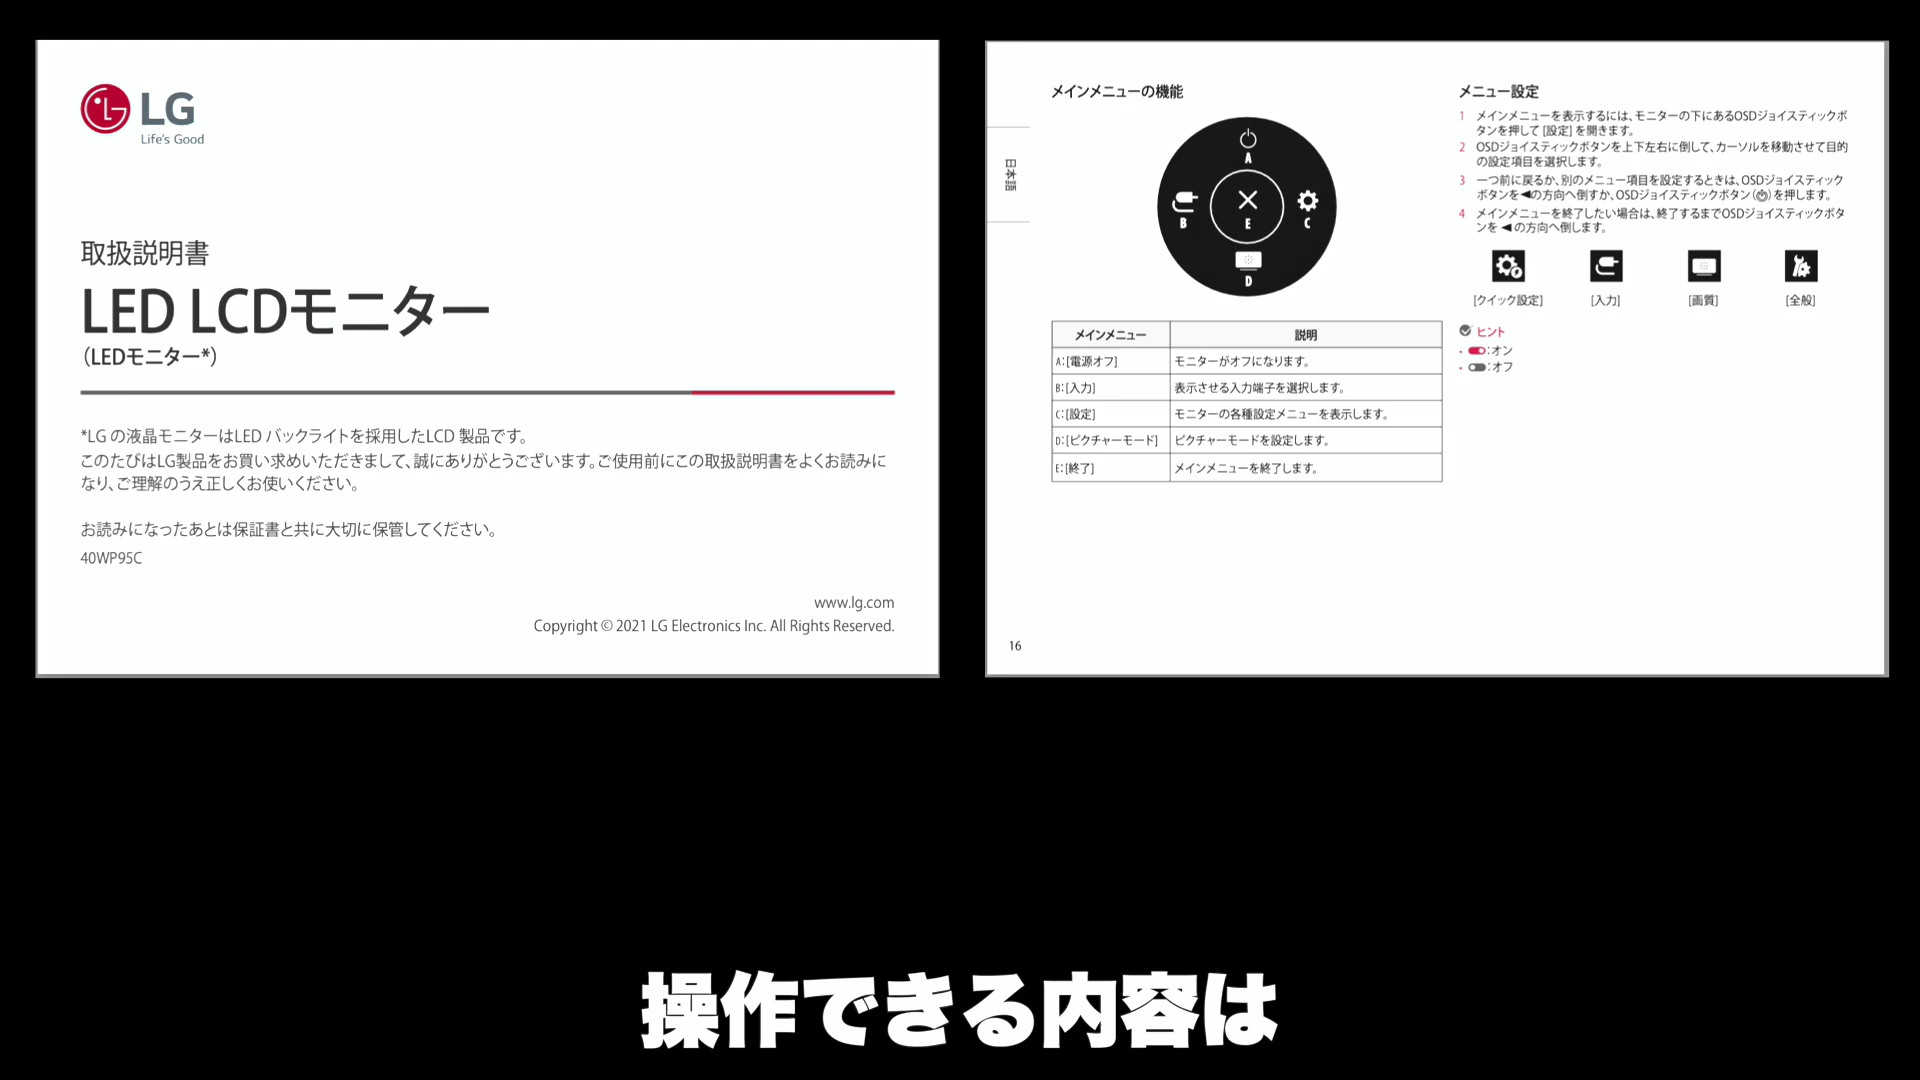 LG
Life's Good
取扱説明書
LED LCDモニター
(LEDモニター*)
*LG の液晶モニターはLED バックライトを採用したLCD 製品です。
このたびはLG製品をお買い求めいただきまして、誠にありがとうございます。ご使用前にこの取扱説明書をよくお読みに
なり、ご理解のうえ正しくお使いください。
お読みになったあとは保証書と共に大切に保管してください。
40WP95C
www.lg.com
Copyright © 2021 LG Electronics Inc. All Rights Reserved.
日本語
メインメニューの機能
A
B
E
C
D
メインメニュー 説明
A:[電源オフ] モニターがオフになります。
B:[入力] 表示させる入力端子を選択します。
C:[設定] モニターの各種設定メニューを表示します。
D:[ピクチャーモード] ピクチャーモードを設定します。
E:[終了] メインメニューを終了します。
メニュー設定
1 メインメニューを表示するには、モニターの下にあるOSDジョイスティックボ
タンを押して [設定] を開きます。
2 OSDジョイスティックボタンを上下左右に倒して、カーソルを移動させて目的
の設定項目を選択します。
3 一つ前に戻るか、別のメニュー項目を設定するときは、OSDジョイスティック
ボタンを◀の方向へ倒すか、OSDジョイスティックボタン(⏻)を押します。
4 メインメニューを終了したい場合は、終了するまでOSDジョイスティックボタ
ンを ◀ の方向へ倒します。
[クイック設定] [入力] [画質] [全般]
ヒント
• :オン
• :オフ
16
操作できる内容は